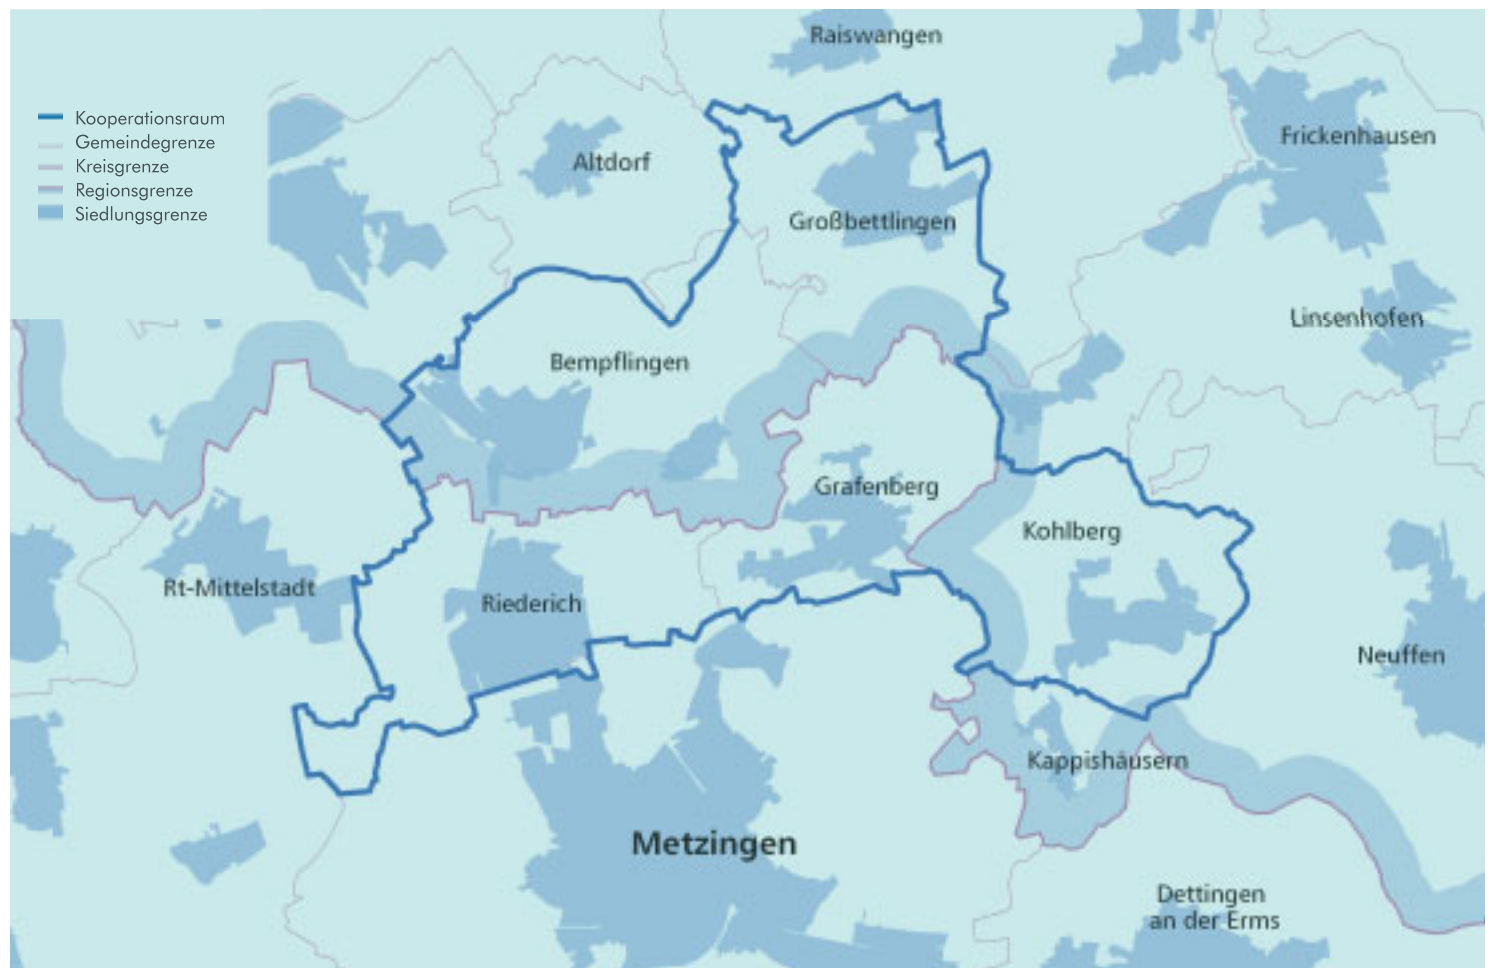 Raiswangen
Kooperationsraum
Gemeindegrenze
Kreisgrenze
Regionsgrenze
Siedlungsgrenze
Altdorf
Frickenhausen
Großbettlingen
Linsenhofen
Bempflingen
Grafenberg
Kohlberg
Rt-Mittelstadt
Riederich
Neuffen
Kappishäusern
Metzingen
Dettingen
an der Erms